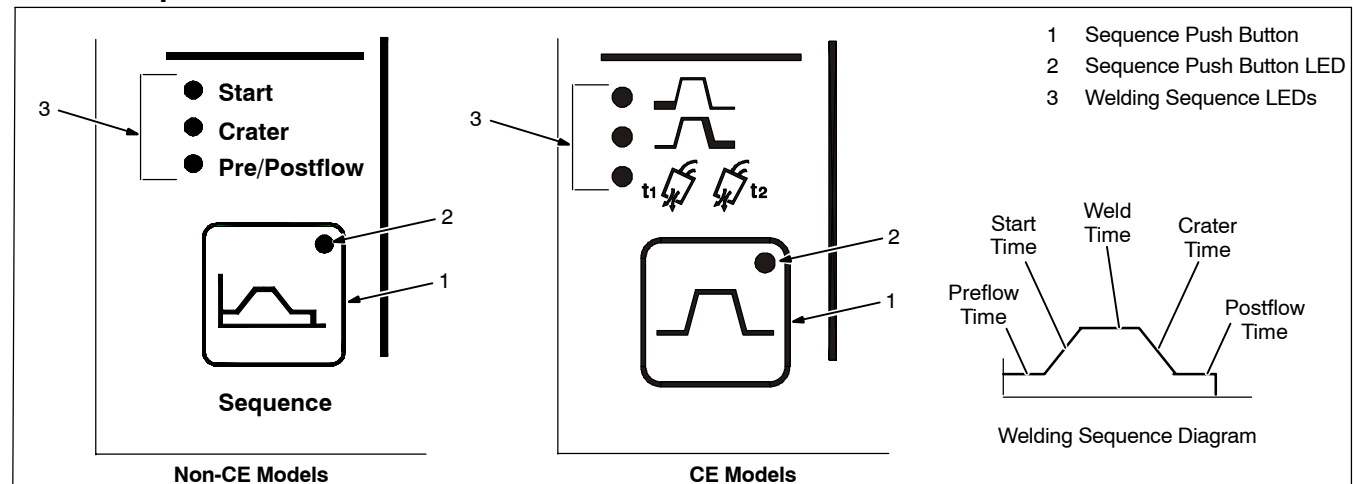 1 Sequence Push Button
2 Sequence Push Button LED
3 Welding Sequence LEDs
3
Start
Crater
Pre/Postflow
2
1
Sequence
Non-CE Models
3
t1
t2
2
1
CE Models
Preflow
Time
Start
Time
Weld
Time
Crater
Time
Postflow
Time
Welding Sequence Diagram